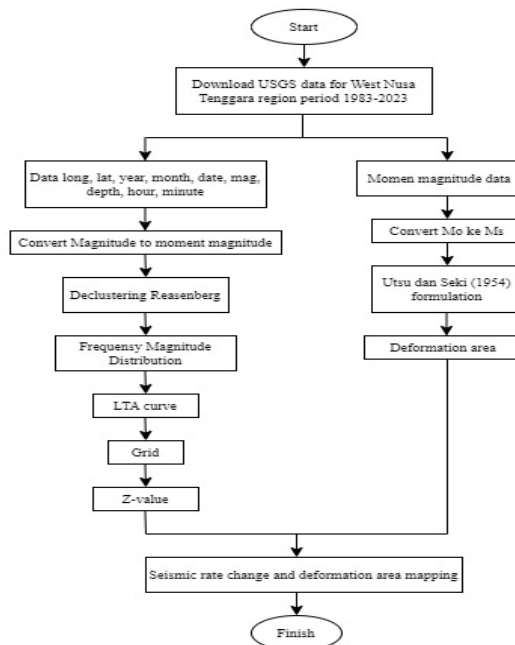 Start
Download USGS data for West Nusa
Tenggara region period 1983-2023
Data long, lat, year, month, date, mag,
depth, hour, minute
Convert Magnitude to moment magnitude
Declustering Reasenberg
Frequensy Magnitude
Distribution
LTA curve
Grid
Z-value
Momen magnitude data
Convert Mo ke Ms
Utsu dan Seki (1954)
formulation
Deformation area
Seismic rate change and deformation area mapping
Finish